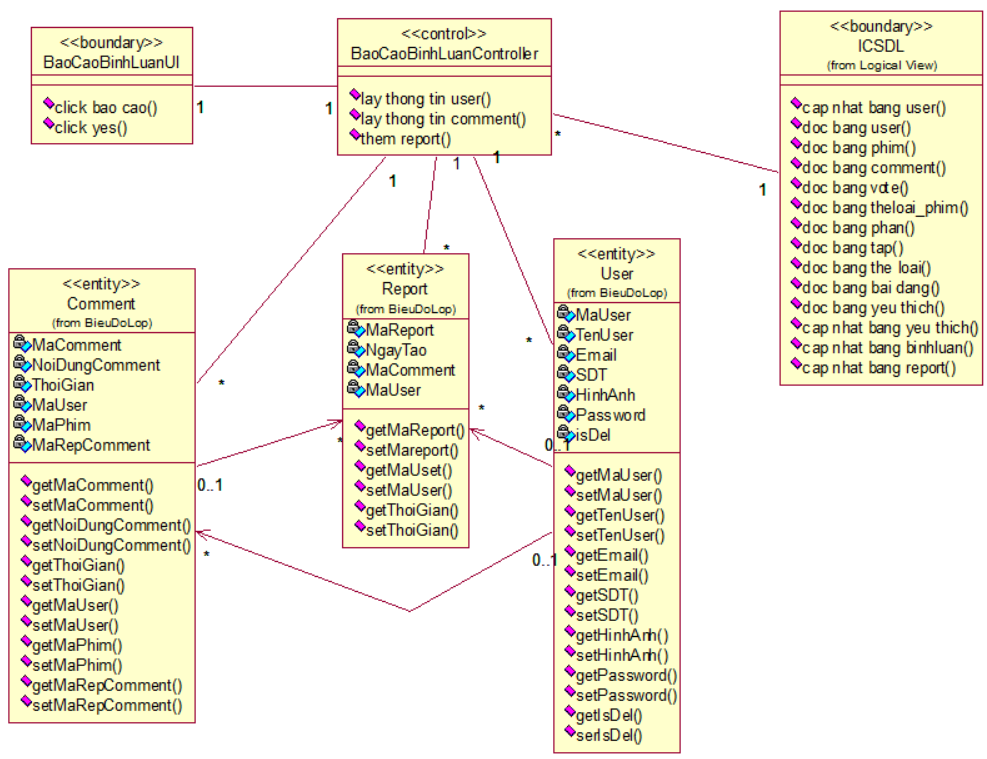 <<boundary>>
BaoCaoBinhLuanUI
click bao cao()
click yes()
1
1
<<control>>
BaoCaoBinhLuanController
lay thong tin user()
lay thong tin comment()
them report()
*
1
1
1
1
<<boundary>>
ICSDL
(from Logical View)
cap nhat bang user()
doc bang user()
doc bang phim()
doc bang comment()
doc bang vote()
doc bang theloai_phim()
doc bang phan()
doc bang tap()
doc bang the loai()
doc bang bai dang()
doc bang yeu thich()
cap nhat bang yeu thich()
cap nhat bang binhluan()
cap nhat bang report()
<<entity>>
Comment
(from BieuDoLop)
MaComment
NoiDungComment
ThoiGian
MaUser
MaPhim
MaRepComment
getMaComment()
setMaComment()
getNoiDungComment()
setNoiDungComment()
getThoiGian()
setThoiGian()
getMaUser()
setMaUser()
getMaPhim()
setMaPhim()
getMaRepComment()
setMaRepComment()
*
0..1
*
*
<<entity>>
Report
(from BieuDoLop)
MaReport
NgayTao
MaComment
MaUser
getMaReport()
setMareport()
getMaUset()
setMaUser()
getThoiGian()
setThoiGian()
*
*
*
0..1
0..1
<<entity>>
User
(from BieuDoLop)
MaUser
TenUser
Email
SDT
HinhAnh
Password
isDel
getMaUser()
setMaUser()
getTenUser()
setTenUser()
getEmail()
setEmail()
getSDT()
setSDT()
getHinhAnh()
setHinhAnh()
getPassword()
setPassword()
getIsDel()
serIsDel()